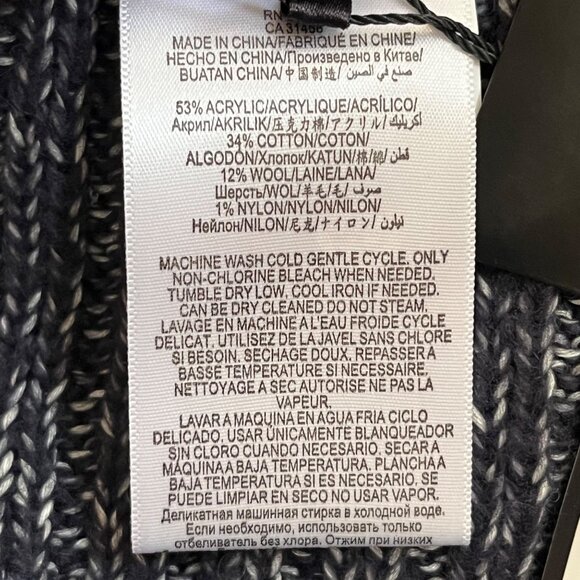 RN
CA 31458
MADE IN CHINA/FABRIQUÉ EN CHINE/
HECHO EN CHINA/Произведено в Китае/
BUATAN CHINA/中国制造/ صنع في الصين
53% ACRYLIC/ACRYLIQUE/ACRÍLICO/
Акрил/AKRILIK/压克力棉/アクリル/أكريليك
34% COTTON/COTON/
ALGODÓN/Хлопок/KATUN/棉/綿/قطن
12% WOOL/LAINE/LANA/
Шерсть/WOL/羊毛/毛/صوف
1% NYLON/NYLON/NILON/
Нейлон/NILON/尼龙/ナイロン/نيلون
MACHINE WASH COLD GENTLE CYCLE. ONLY
NON-CHLORINE BLEACH WHEN NEEDED.
TUMBLE DRY LOW. COOL IRON IF NEEDED.
CAN BE DRY CLEANED DO NOT STEAM.
LAVAGE EN MACHINE A L'EAU FROIDE CYCLE
DELICAT. UTILISEZ DE LA JAVEL SANS CHLORE
SI BESOIN. SECHAGE DOUX. REPASSER A
BASSE TEMPERATURE SI NECESSAIRE.
NETTOYAGE A SEC AUTORISE NE PAS LA
VAPEUR.
LAVAR A MAQUINA EN AGUA FRIA CICLO
DELICADO. USAR ÚNICAMENTE BLANQUEADOR
SIN CLORO CUANDO NECESARIO. SECAR A
MÁQUINA A BAJA TEMPERATURA. PLANCHA A
BAJA TEMPERATURA SI ES NECESARIO. SE
PUEDE LIMPIAR EN SECO NO USAR VAPOR.
Деликатная машинная стирка в холодной воде.
Если необходимо, использовать только
отбеливатель без хлора. Отжим при низких